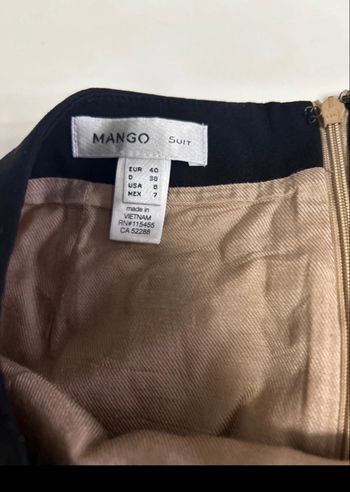 MANGO SUIT
EUR 40
D 38
USA 8
MEX 7
made in
VIETNAM
RN#115455
CA 52288